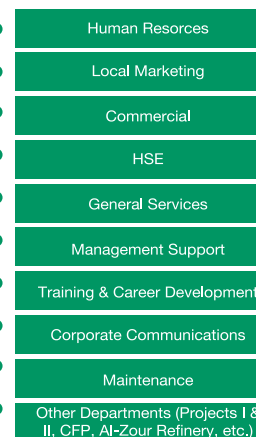 Human Resorces
Local Marketing
Commercial
HSE
General Services
Management Support
Training & Career Development
Corporate Communications
Maintenance
Other Departments (Projects I &
II, CFP, Al-Zour Refinery, etc.)